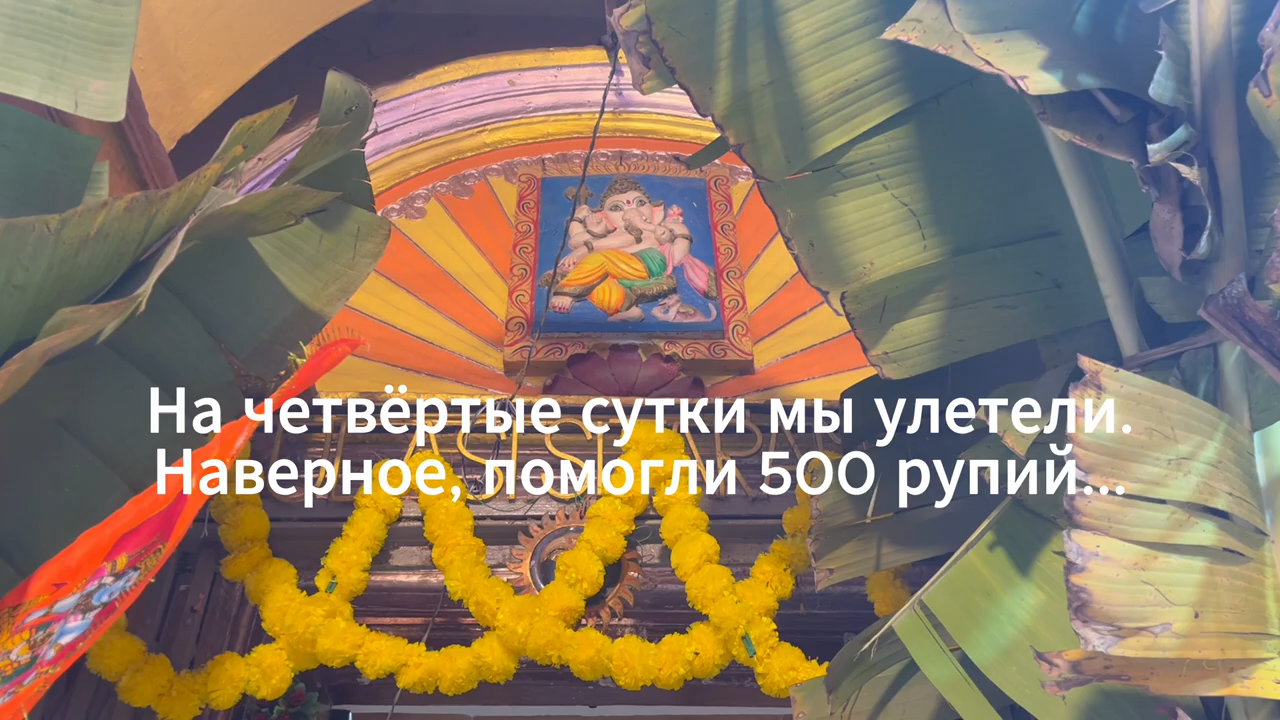 На четвёртые сутки мы улетели.
Наверное, помогли 500 рупий...